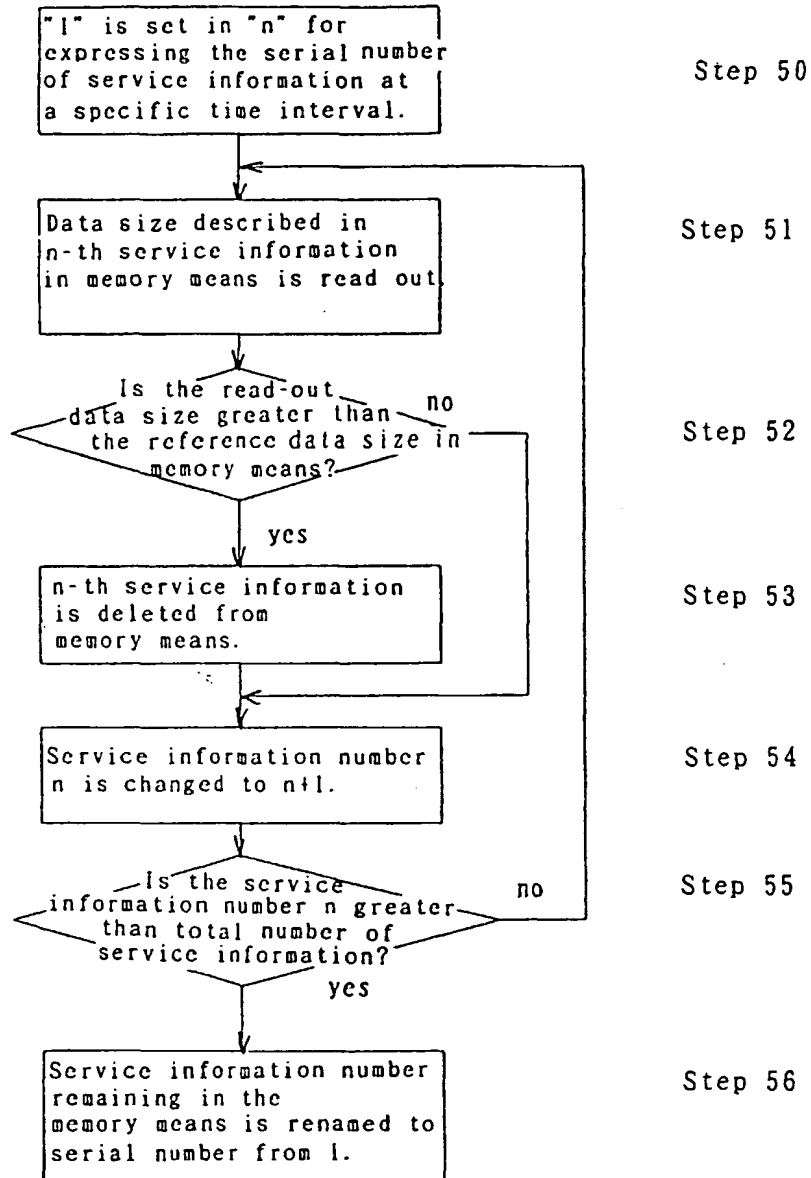 "1" is set in "n" for
expressing the serial number
of service information at
a specific time interval.
Step 50
Data size described in
n-th service information
in memory means is read out.
Step 51
Is the read-out
data size greater than
the reference data size in
memory means?
no
Step 52
yes
n-th service information
is deleted from
memory means.
Step 53
Service information number
n is changed to n+1.
Step 54
Is the service
information number n greater
than total number of
service information?
no
Step 55
yes
Service information number
remaining in the
memory means is renamed to
serial number from 1.
Step 56